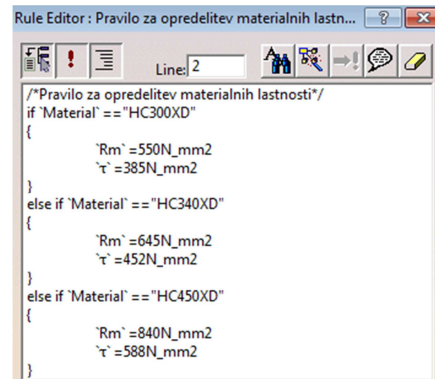 Rule Editor : Pravilo za opredelitev materialnih lastn...
Line: 2
/*Pravilo za opredelitev materialnih lastnosti*/
if `Material` =="HC300XD"
{
`Rm` =550N_mm2
`τ` =385N_mm2
}
else if `Material` =="HC340XD"
{
`Rm` =645N_mm2
`τ` =452N_mm2
}
else if `Material` =="HC450XD"
{
`Rm` =840N_mm2
`τ` =588N_mm2
}